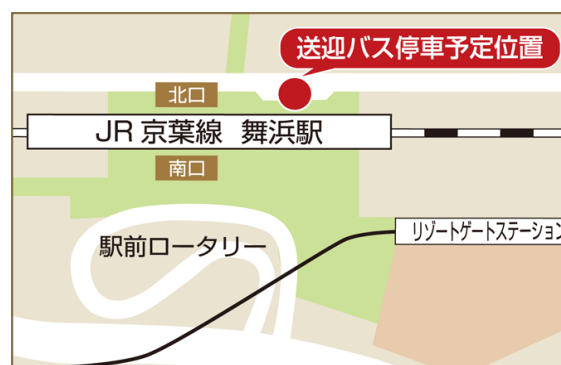 送迎バス停車予定位置
北口
JR 京葉線 舞浜駅
南口
リゾートゲートステーション
駅前ロータリー